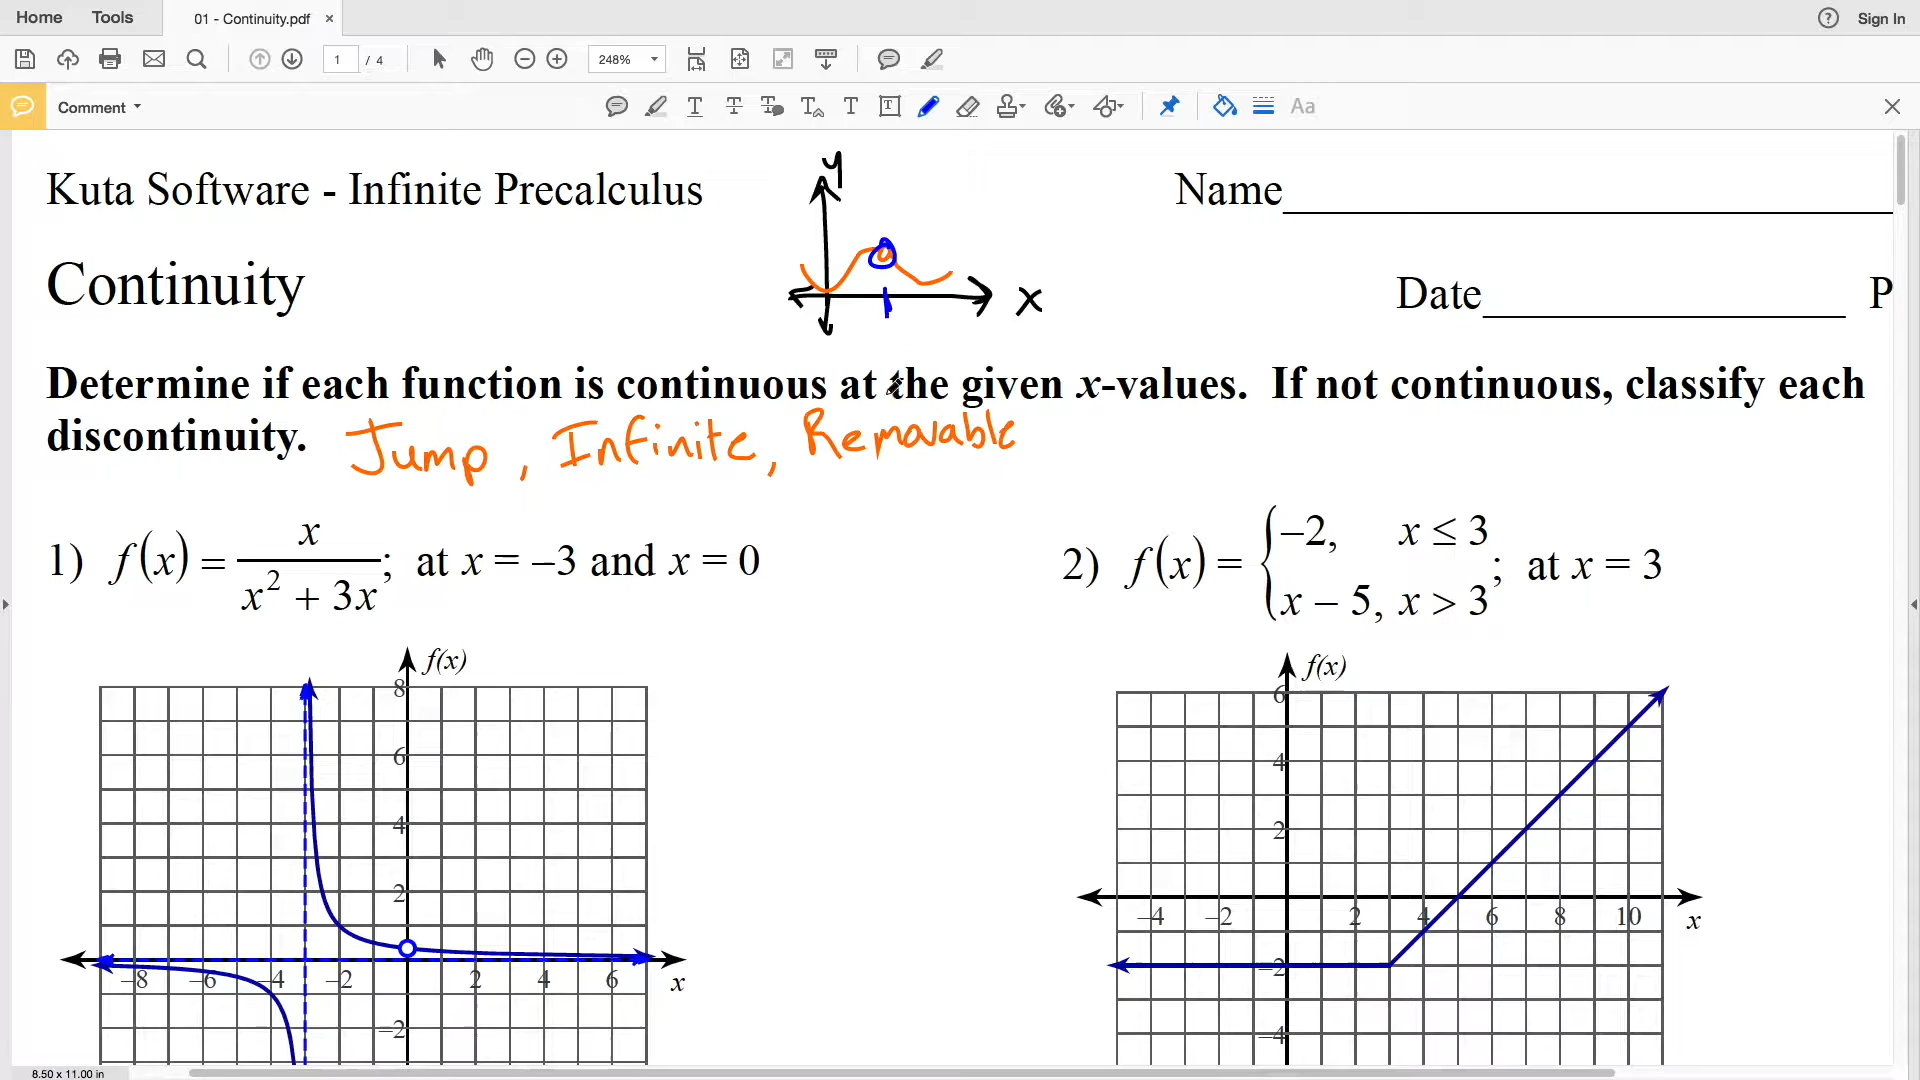 Home Tools 01 - Continuity.pdf × ? Sign In
1 / 4 248%
Comment T T T T T T Aa
y
Kuta Software - Infinite Precalculus Name
Continuity x Date P
Determine if each function is continuous at the given x-values. If not continuous, classify each
discontinuity. Jump, Infinite, Removable
1) f(x) = x / x² + 3x; at x = –3 and x = 0
2) f(x) = { –2, x ≤ 3
x – 5, x > 3 ; at x = 3
f(x)
8
6
4
2
–8 –6 –4 –2 2 4 6 x
–2
f(x)
6
4
2
–4 –2 2 4 6 8 10 x
–2
–4
8.50 x 11.00 in